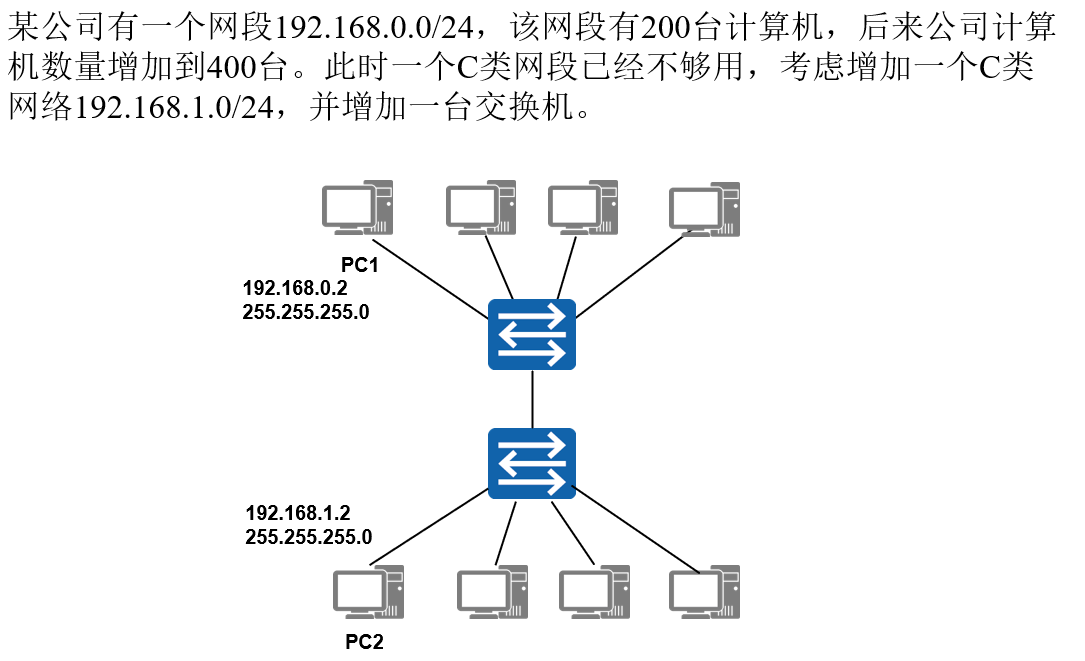 某公司有一个网段192.168.0.0/24，该网段有200台计算机，后来公司计算
机数量增加到400台。此时一个C类网段已经不够用，考虑增加一个C类
网络192.168.1.0/24，并增加一台交换机。
PC1
192.168.0.2
255.255.255.0
192.168.1.2
255.255.255.0
PC2